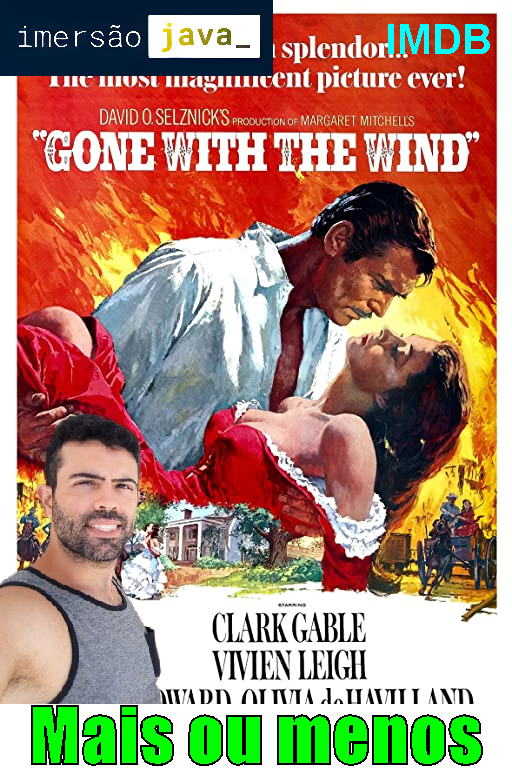 imersão java_
IMDB
splendor...
The most magnificent picture ever!
DAVID O. SELZNICK'S PRODUCTION OF MARGARET MITCHELL'S
"GONE WITH THE WIND"
STARRING
CLARK GABLE
VIVIEN LEIGH
OLIVIA de HAVILLAND
Mais ou menos